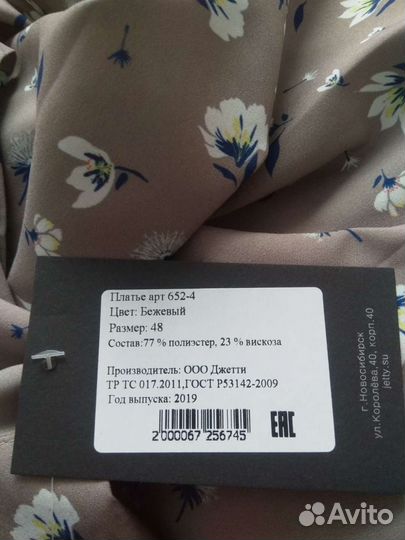 Платье арт 652-4
Цвет: Бежевый
Размер: 48
Состав:77 % полиэстер, 23 % вискоза
Производитель: ООО Джетти
ТР ТС 017.2011,ГОСТ Р53142-2009
Год выпуска: 2019
2 000067 256745
EAC
г.Новосибирск
ул.Королёва,40, корп.40
jetty.su
Avito